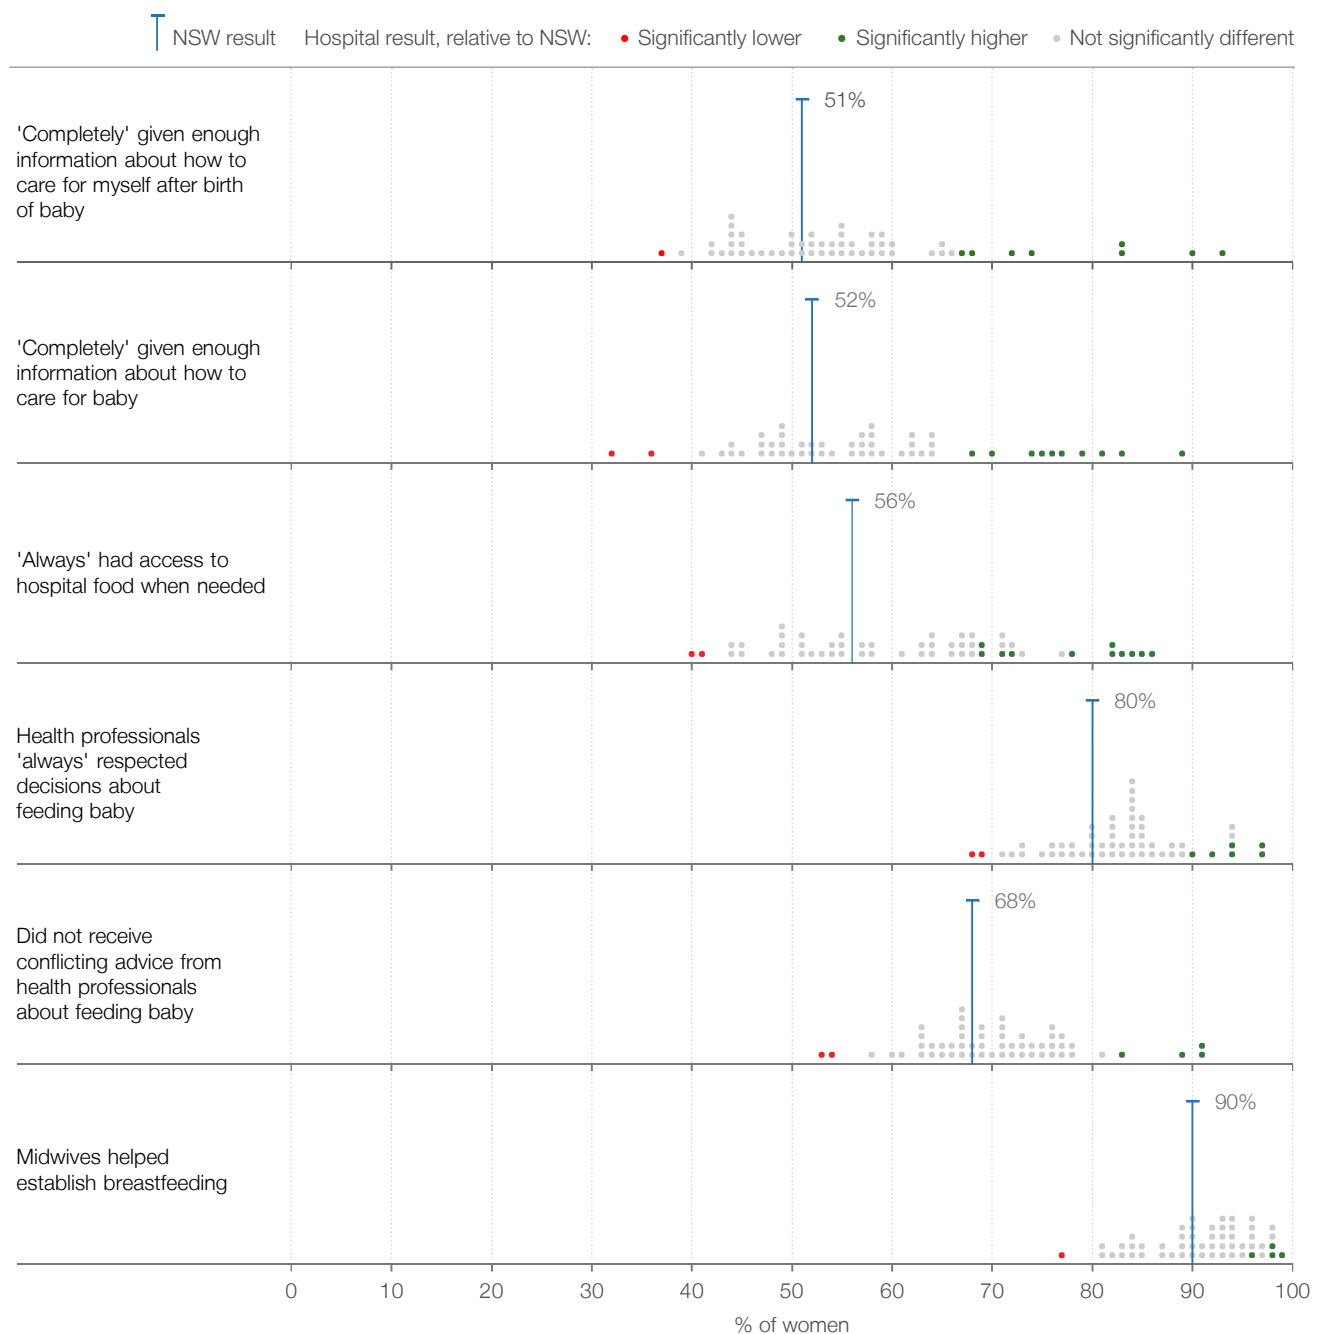 NSW result Hospital result, relative to NSW: Significantly lower Significantly higher Not significantly different
51%
'Completely' given enough
information about how to
care for myself after birth
of baby
52%
'Completely' given enough
information about how to
care for baby
56%
'Always' had access to
hospital food when needed
80%
Health professionals
'always' respected
decisions about
feeding baby
68%
Did not receive
conflicting advice from
health professionals
about feeding baby
90%
Midwives helped
establish breastfeeding
0 10 20 30 40 50 60 70 80 90 100
% of women